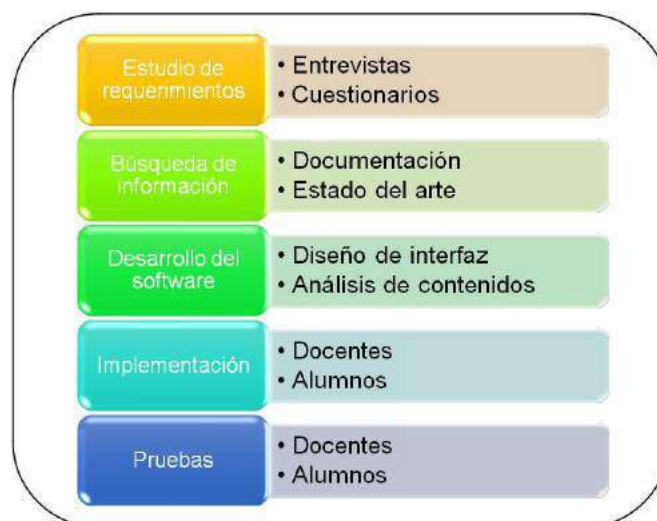 Estudio de
requerimientos
• Entrevistas
• Cuestionarios
Búsqueda de
información
• Documentación
• Estado del arte
Desarrollo del
software
• Diseño de interfaz
• Análisis de contenidos
Implementación
• Docentes
• Alumnos
Pruebas
• Docentes
• Alumnos